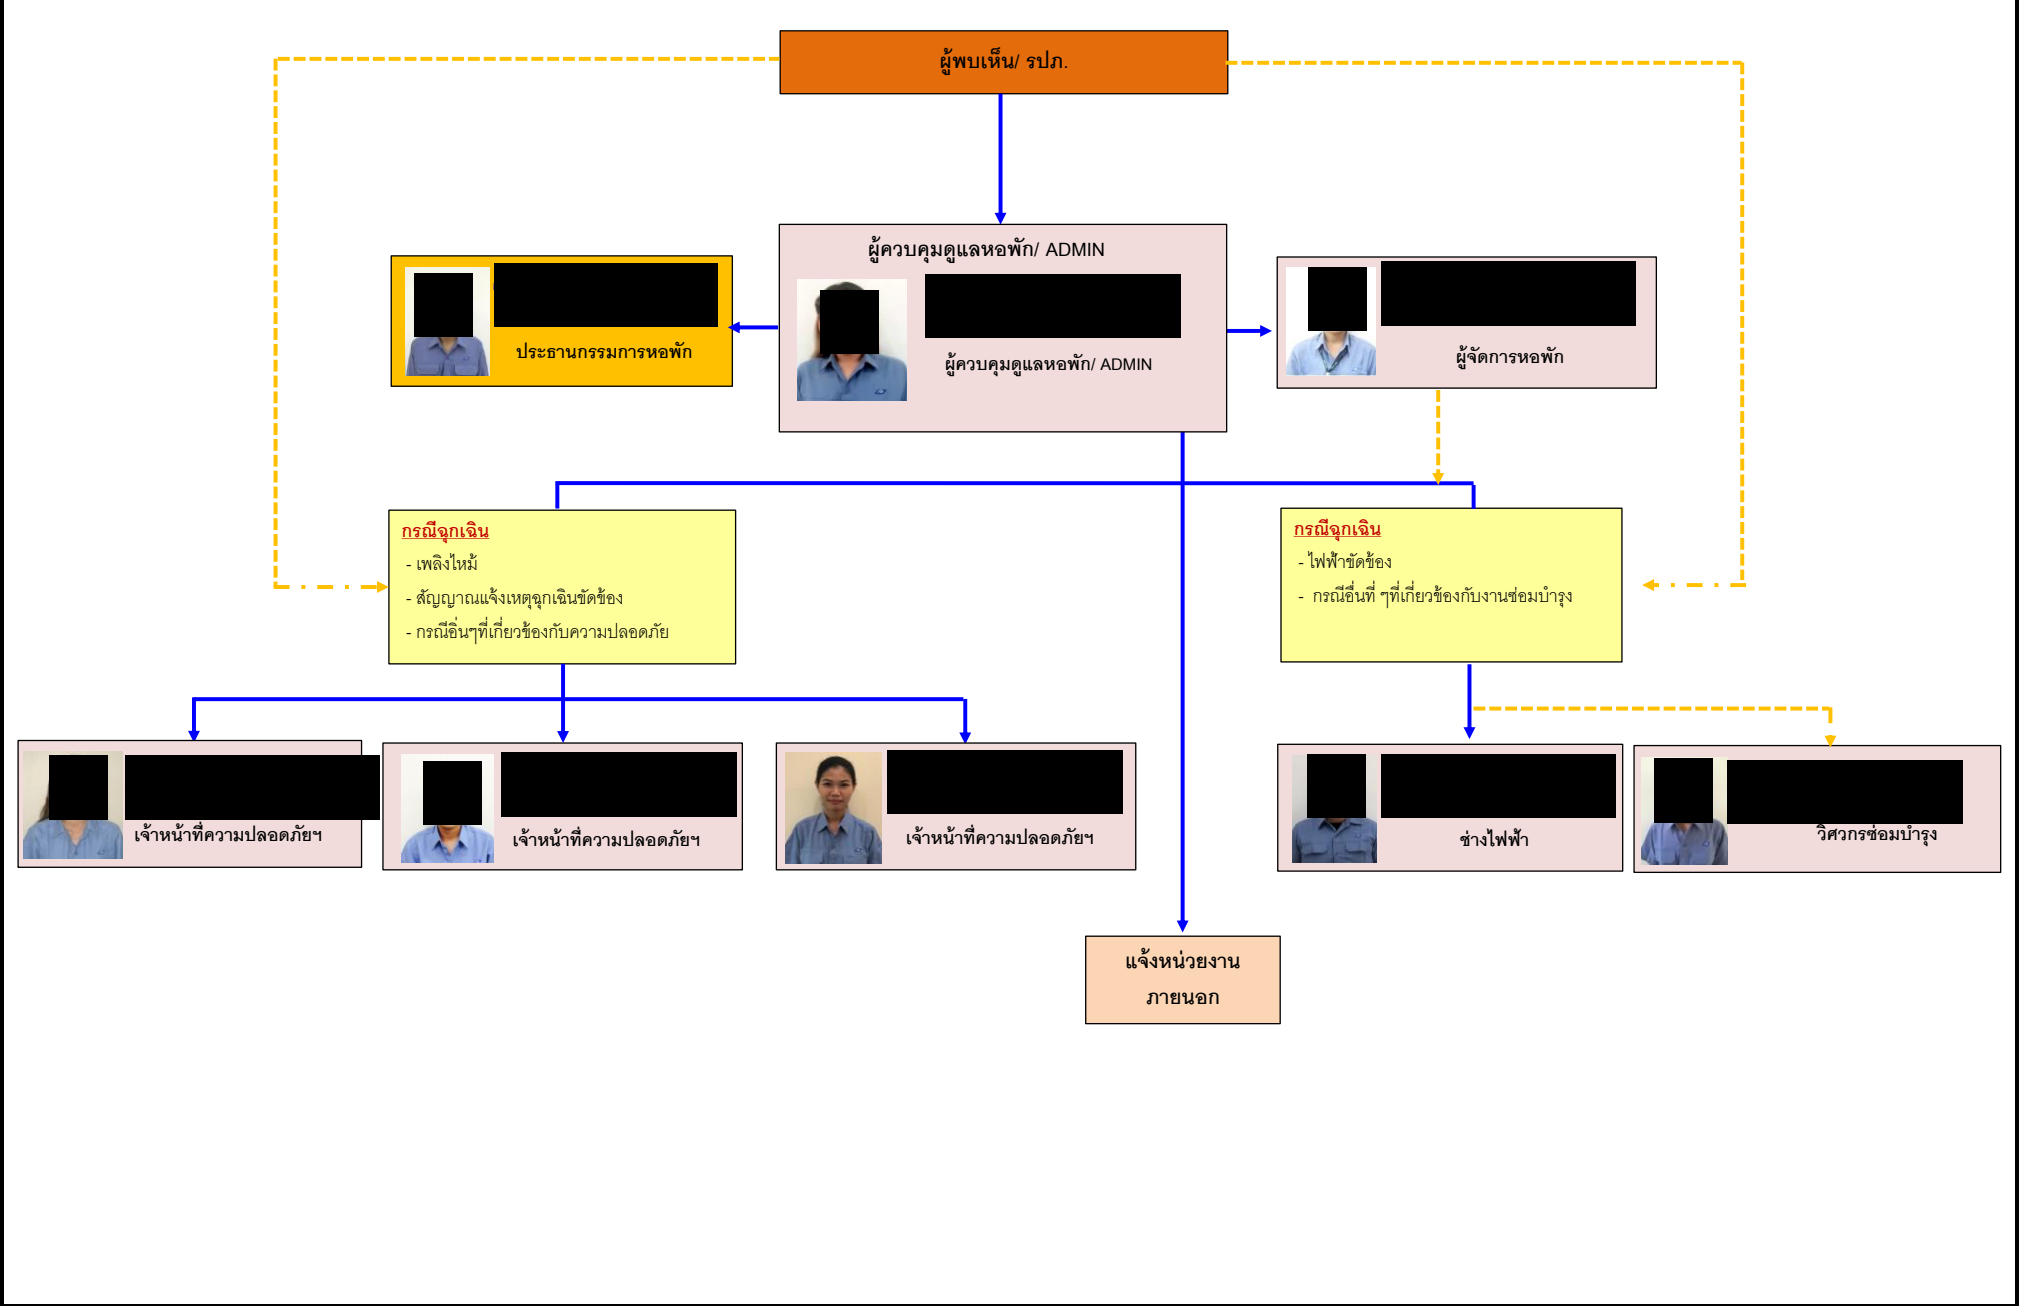 ผู้พบเห็น/ รปภ.
ผู้ควบคุมดูแลหอพัก/ ADMIN
ประธานกรรมการหอพัก
ผู้ควบคุมดูแลหอพัก/ ADMIN
ผู้จัดการหอพัก
กรณีฉุกเฉิน
- เพลิงไหม้
- สัญญาณแจ้งเหตุฉุกเฉินขัดข้อง
- กรณีอิ่นๆที่เกี่ยวข้องกับความปลอดภัย
กรณีฉุกเฉิน
- ไฟฟ้าขัดข้อง
- กรณีอื่นที่ ๆที่เกี่ยวข้องกับงานซ่อมบำรุง
เจ้าหน้าที่ความปลอดภัยฯ
เจ้าหน้าที่ความปลอดภัยฯ
เจ้าหน้าที่ความปลอดภัยฯ
ช่างไฟฟ้า
วิศวกรซ่อมบำรุง
แจ้งหน่วยงาน
ภายนอก